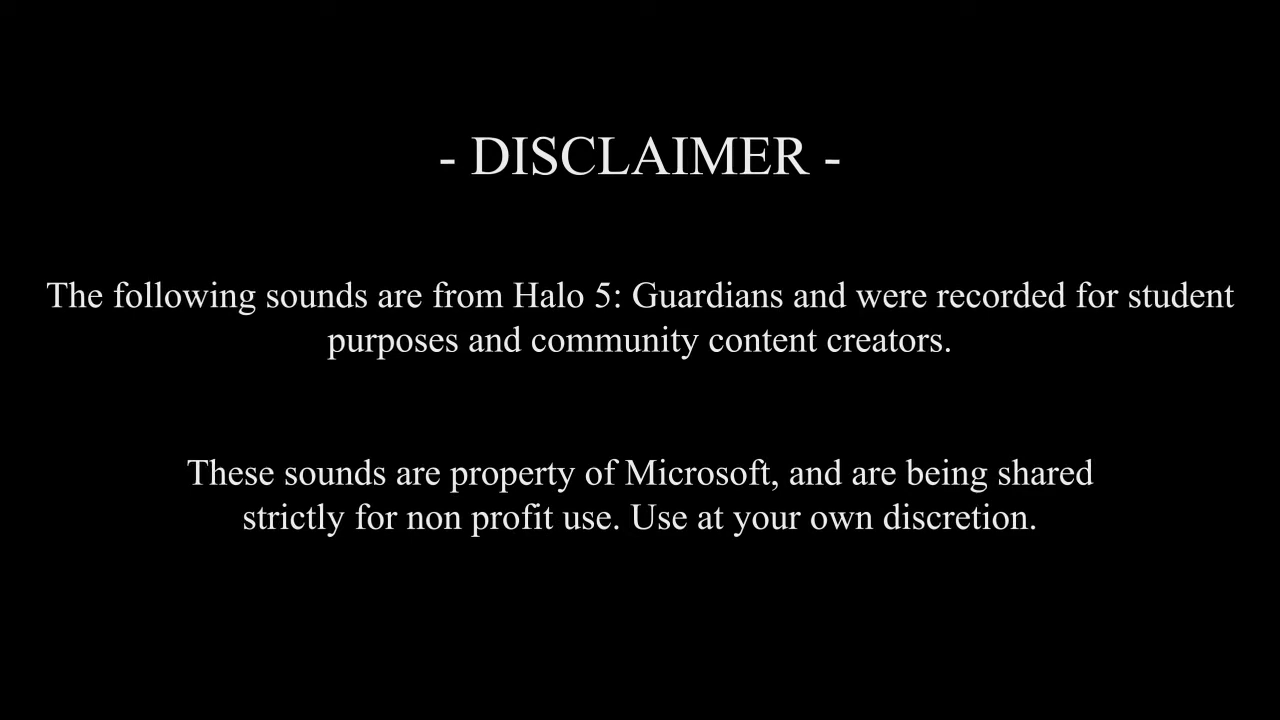 - DISCLAIMER -
The following sounds are from Halo 5: Guardians and were recorded for student
purposes and community content creators.
These sounds are property of Microsoft, and are being shared
strictly for non profit use. Use at your own discretion.